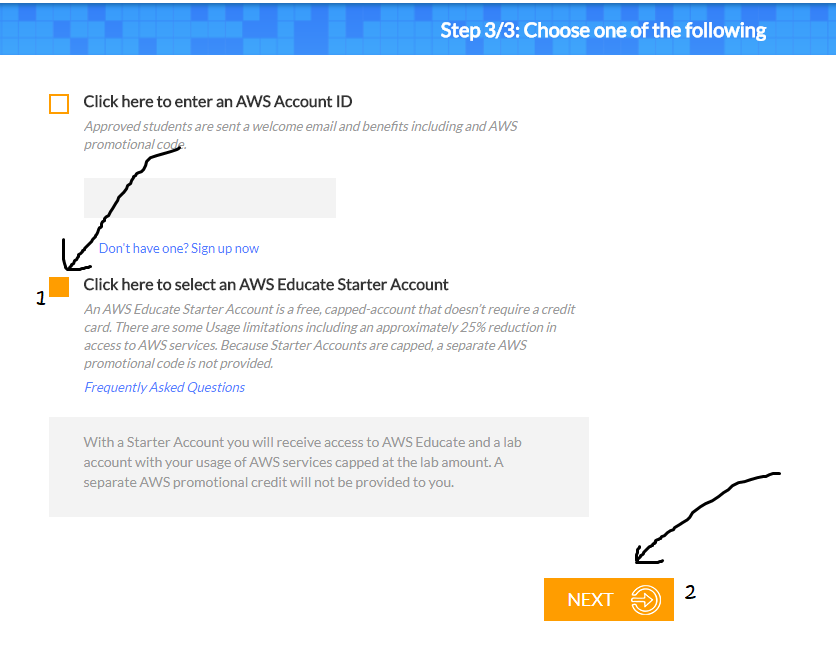 Step 3/3: Choose one of the following
Click here to enter an AWS Account ID
Approved students are sent a welcome email and benefits including and AWS
promotional code.
Don't have one? Sign up now
1
Click here to select an AWS Educate Starter Account
An AWS Educate Starter Account is a free, capped-account that doesn't require a credit
card. There are some Usage limitations including an approximately 25% reduction in
access to AWS services. Because Starter Accounts are capped, a separate AWS
promotional code is not provided.
Frequently Asked Questions
With a Starter Account you will receive access to AWS Educate and a lab
account with your usage of AWS services capped at the lab amount. A
separate AWS promotional credit will not be provided to you.
NEXT
2